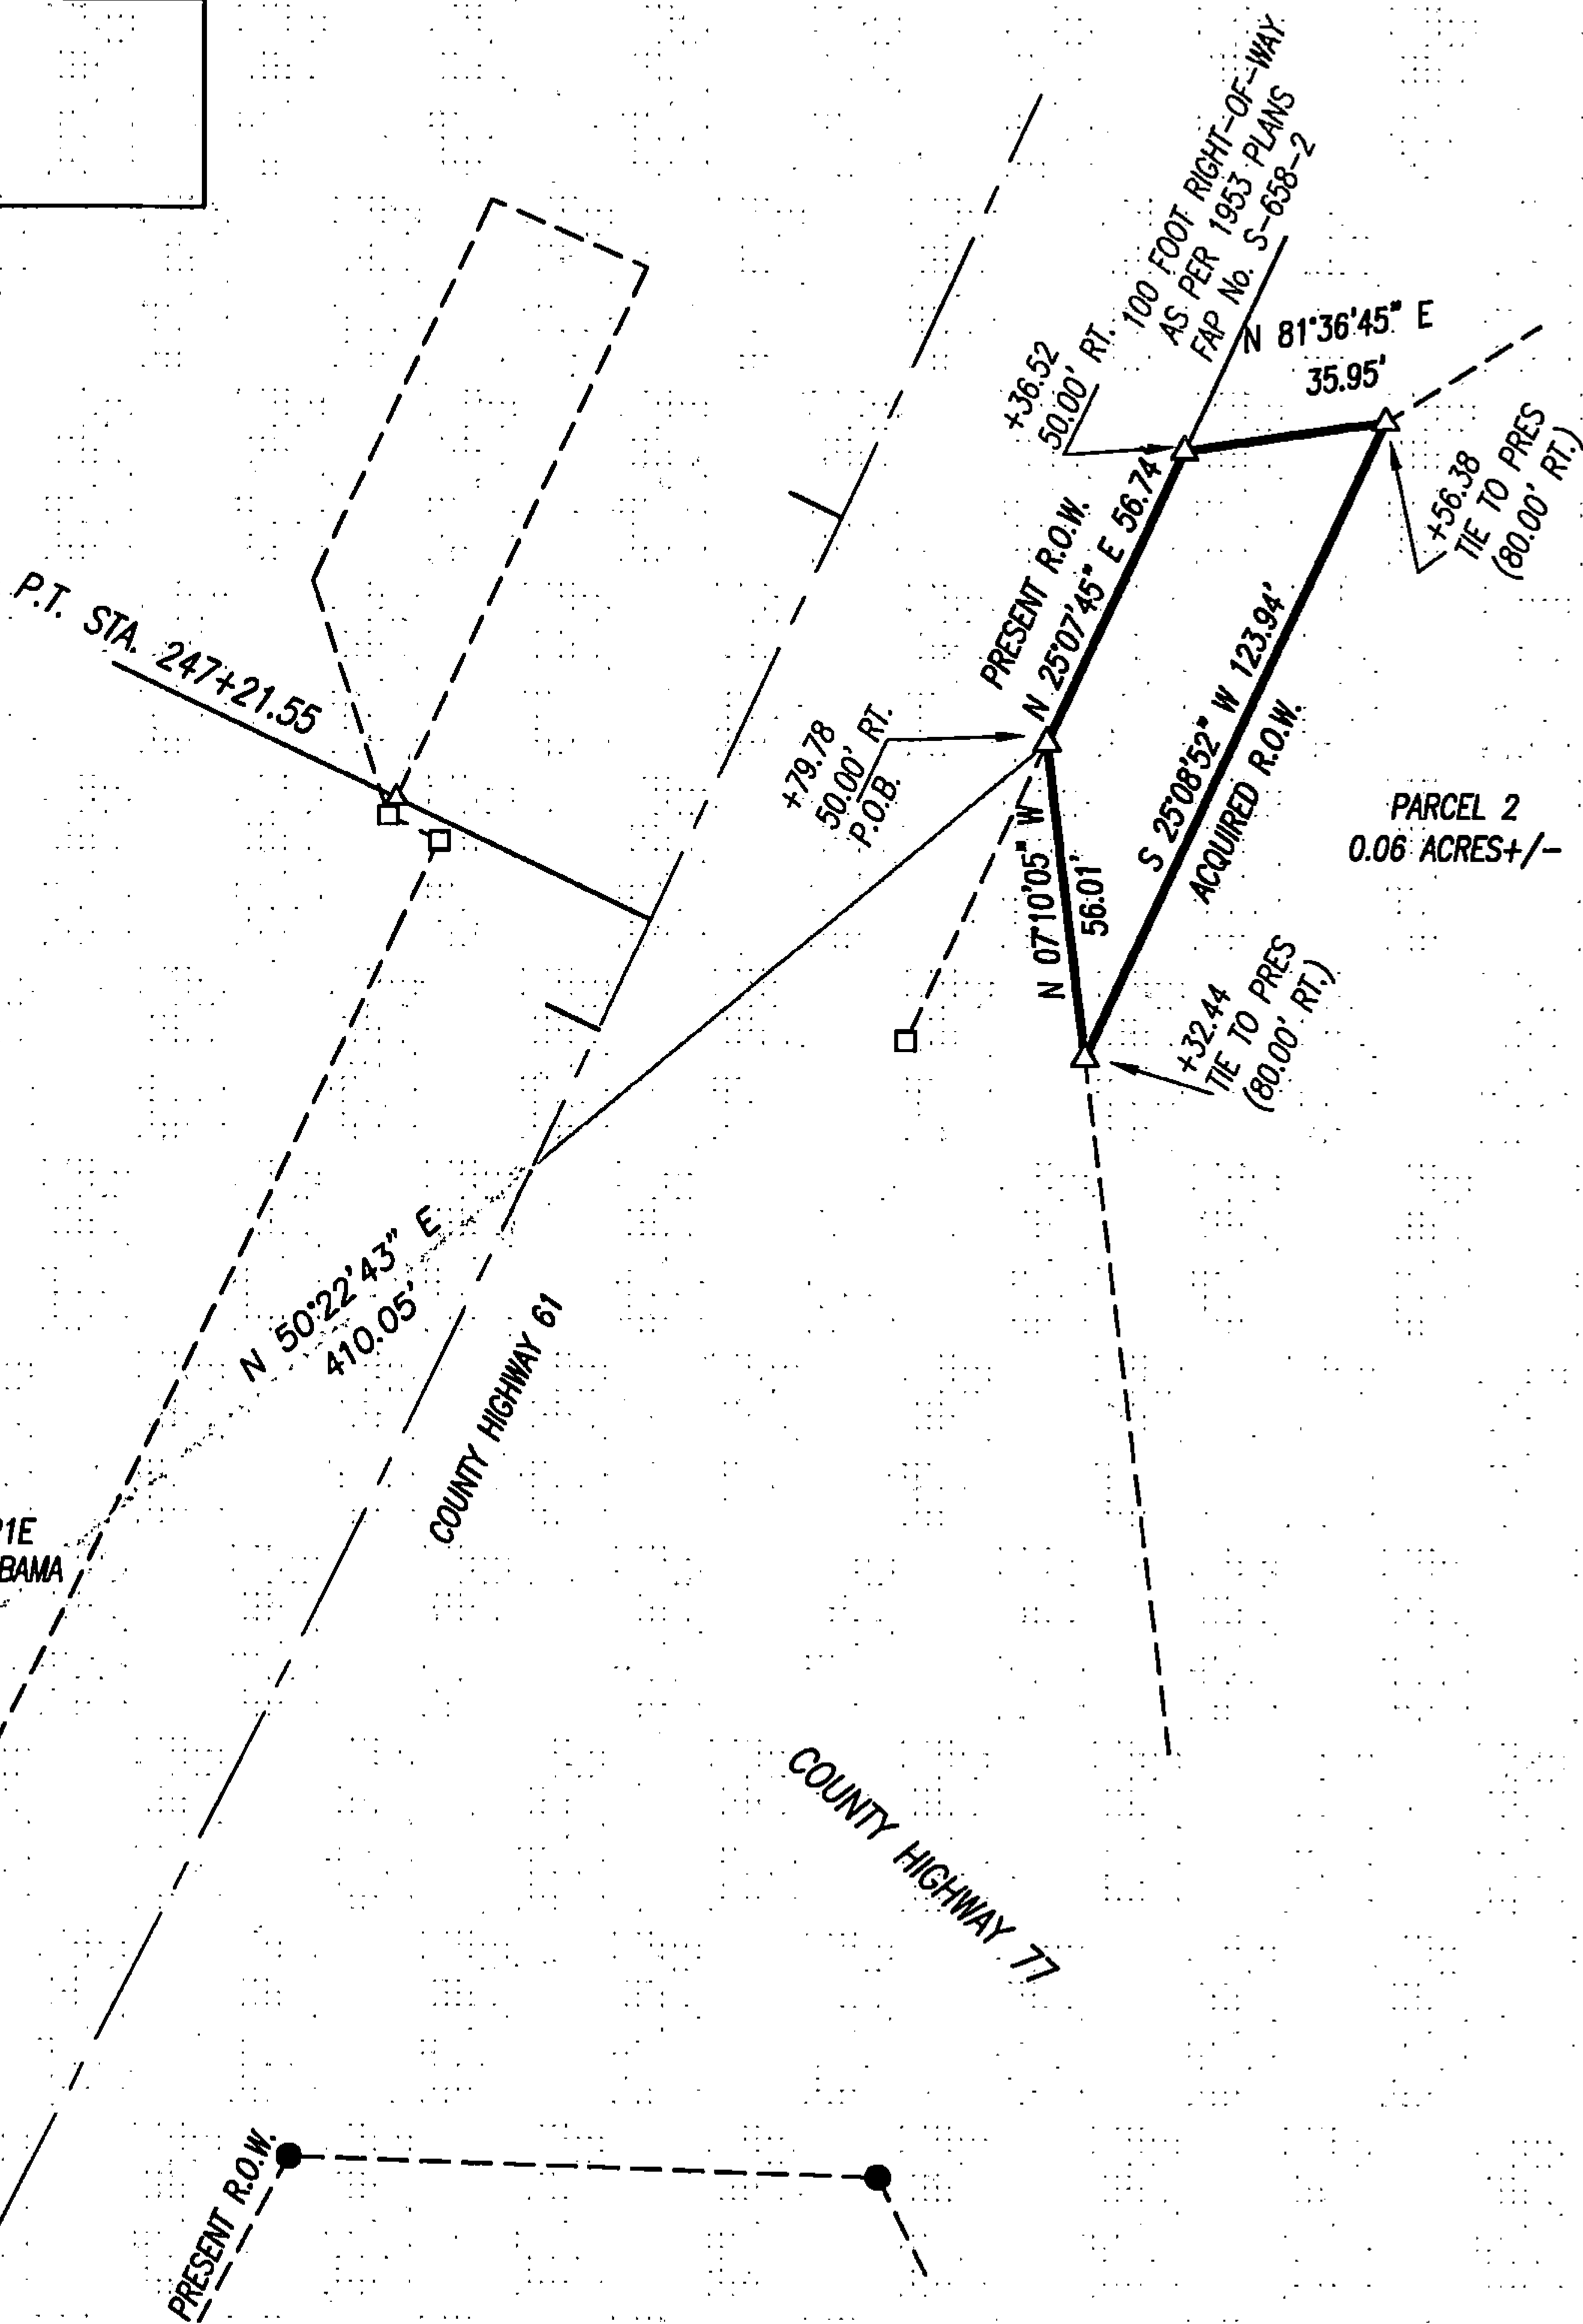 100 FOOT RIGHT-OF-WAY
AS PER 1953 PLANS
FAP No. S-658-2
+36.52
50.00' RT.
N 81°36'45" E
35.95'
+56.38
TIE TO PRES
(80.00' RT.)
PRESENT R.O.W.
N 25°07'45" E 56.74'
P.T. STA. 247+21.55
+79.78
50.00' RT.
P.O.B.
S 25°08'52" W 123.94'
ACQUIRED R.O.W.
PARCEL 2
0.06 ACRES+/-
N 07°10'05" W
56.01'
+32.44
TIE TO PRES
(80.00' RT.)
N 50°22'43" E
410.05'
COUNTY HIGHWAY 61
1E
BAMA
COUNTY HIGHWAY 77
PRESENT R.O.W.